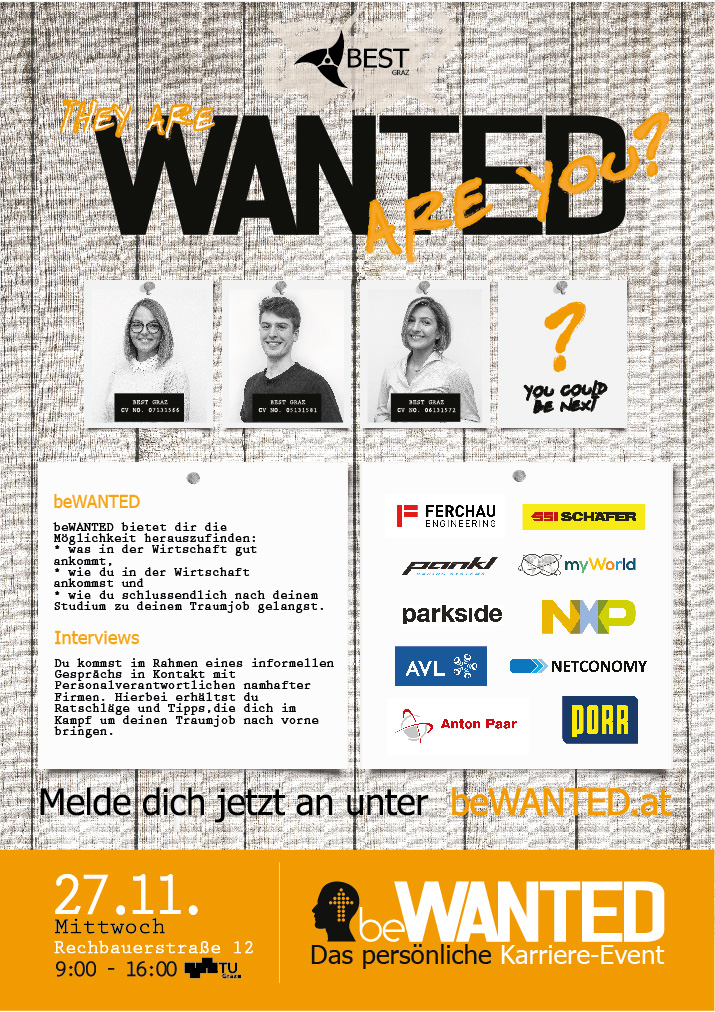 BEST
GRAZ
THEY ARE
WANTED
ARE YOU?
BEST GRAZ
CV NO. 07131566
BEST GRAZ
CV NO. 05131581
BEST GRAZ
CV NO. 06131572
?
YOU COULD
BE NEXT
beWANTED
beWANTED bietet dir die
Möglichkeit herauszufinden:
* was in der Wirtschaft gut
ankommt,
* wie du in der Wirtschaft
ankommst und
* wie du schlussendlich nach deinem
Studium zu deinem Traumjob gelangst.
Interviews
Du kommst im Rahmen eines informellen
Gesprächs in Kontakt mit
Personalverantwortlichen namhafter
Firmen. Hierbei erhältst du
Ratschläge und Tipps,die dich im
Kampf um deinen Traumjob nach vorne
bringen.
FERCHAU
ENGINEERING
SSI SCHÄFER
pankl
RACING SYSTEMS
myWorld
parkside
NXP
AVL
NETCONOMY
Anton Paar
PORR
Melde dich jetzt an unter beWANTED.at
27.11.
Mittwoch
Rechbauerstraße 12
9:00 - 16:00 TU
Graz
beWANTED
Das persönliche Karriere-Event